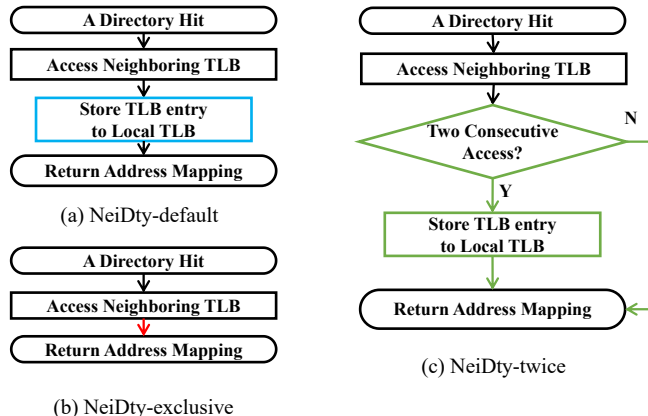 A Directory Hit
Access Neighboring TLB
Store TLB entry
to Local TLB
Return Address Mapping
(a) NeiDty-default
A Directory Hit
Access Neighboring TLB
Return Address Mapping
(b) NeiDty-exclusive
A Directory Hit
Access Neighboring TLB
Two Consecutive
Access?
N
Y
Store TLB entry
to Local TLB
Return Address Mapping
(c) NeiDty-twice